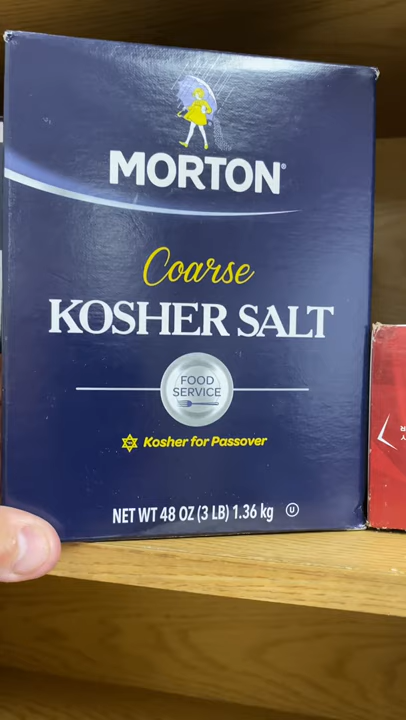 MORTON®
Coarse
KOSHER SALT
FOOD
SERVICE
Kosher for Passover
NET WT 48 OZ (3 LB) 1.36 kg U